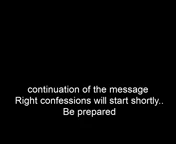 continuation of the message
Right confessions will start shortly..
Be prepared